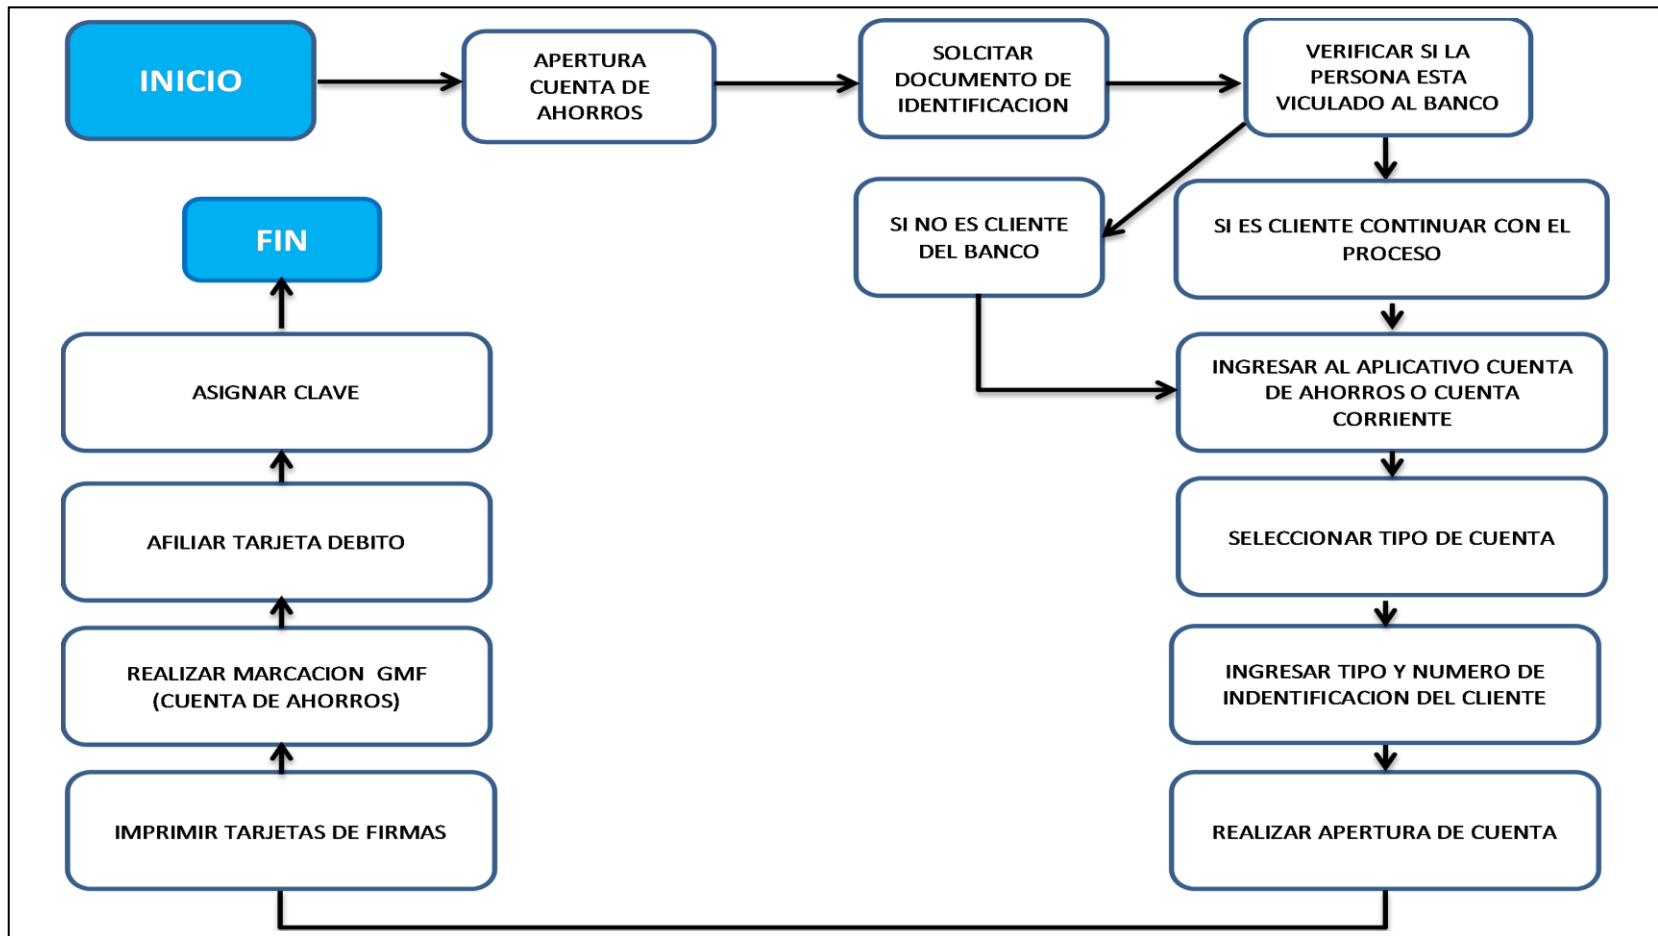 INICIO
APERTURA
CUENTA DE
AHORROS
SOLCITAR
DOCUMENTO DE
IDENTIFICACION
VERIFICAR SI LA
PERSONA ESTA
VICULADO AL BANCO
SI NO ES CLIENTE
DEL BANCO
SI ES CLIENTE CONTINUAR CON EL
PROCESO
INGRESAR AL APLICATIVO CUENTA
DE AHORROS O CUENTA
CORRIENTE
SELECCIONAR TIPO DE CUENTA
INGRESAR TIPO Y NUMERO DE
INDENTIFICACION DEL CLIENTE
REALIZAR APERTURA DE CUENTA
IMPRIMIR TARJETAS DE FIRMAS
REALIZAR MARCACION  GMF
(CUENTA DE AHORROS)
AFILIAR TARJETA DEBITO
ASIGNAR CLAVE
FIN